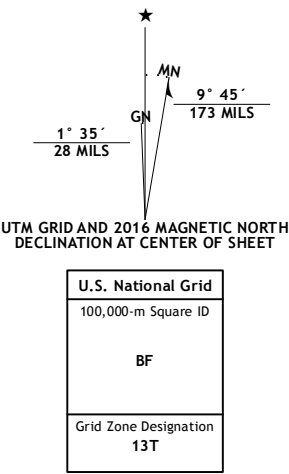 MN
GN
9° 45´
173 MILS
1° 35´
28 MILS
UTM GRID AND 2016 MAGNETIC NORTH
DECLINATION AT CENTER OF SHEET
U.S. National Grid
100,000-m Square ID
BF
Grid Zone Designation
13T